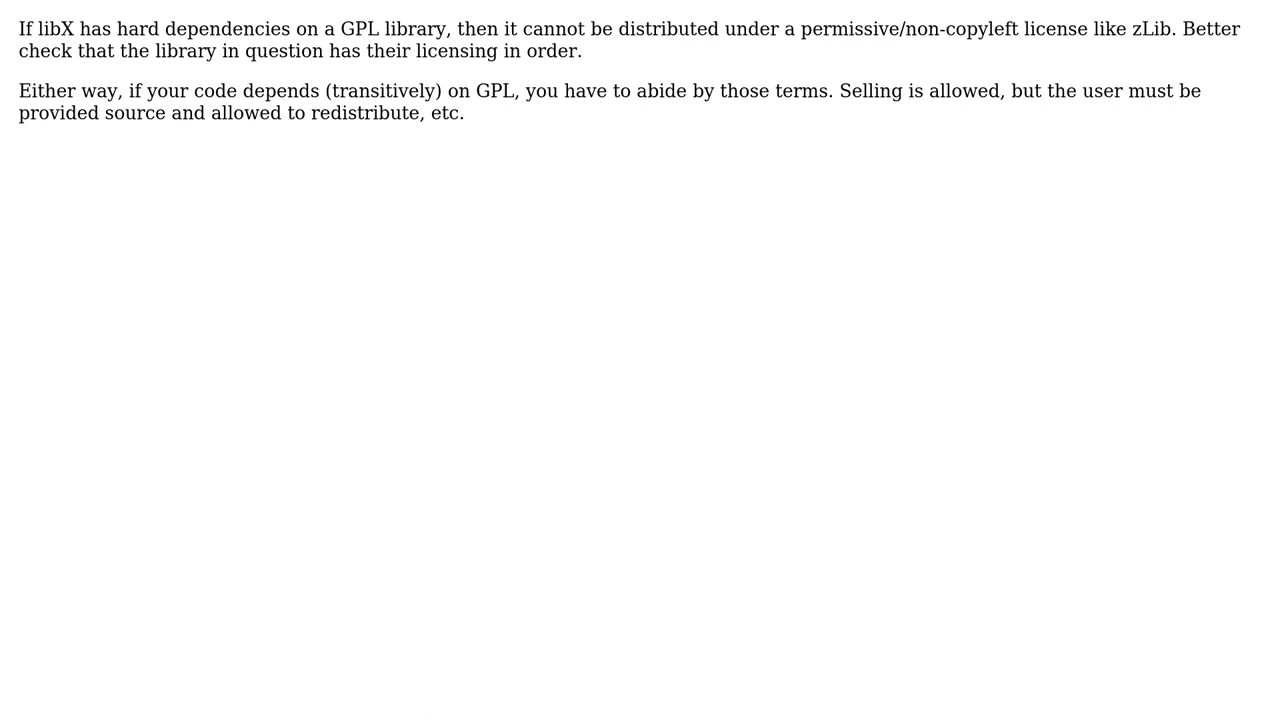 If libX has hard dependencies on a GPL library, then it cannot be distributed under a permissive/non-copyleft license like zLib. Better
check that the library in question has their licensing in order.
Either way, if your code depends (transitively) on GPL, you have to abide by those terms. Selling is allowed, but the user must be
provided source and allowed to redistribute, etc.